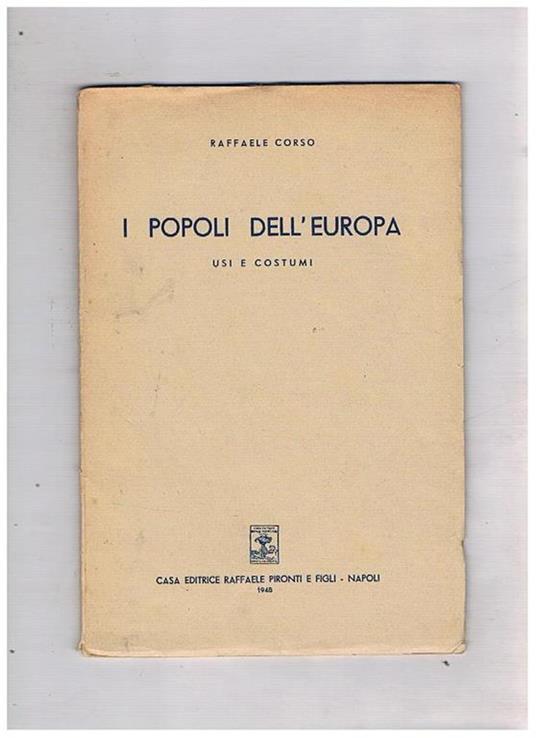 RAFFAELE CORSO
I POPOLI DELL'EUROPA
USI E COSTUMI
CASA EDITRICE RAFFAELE PIRONTI E FIGLI - NAPOLI
1948